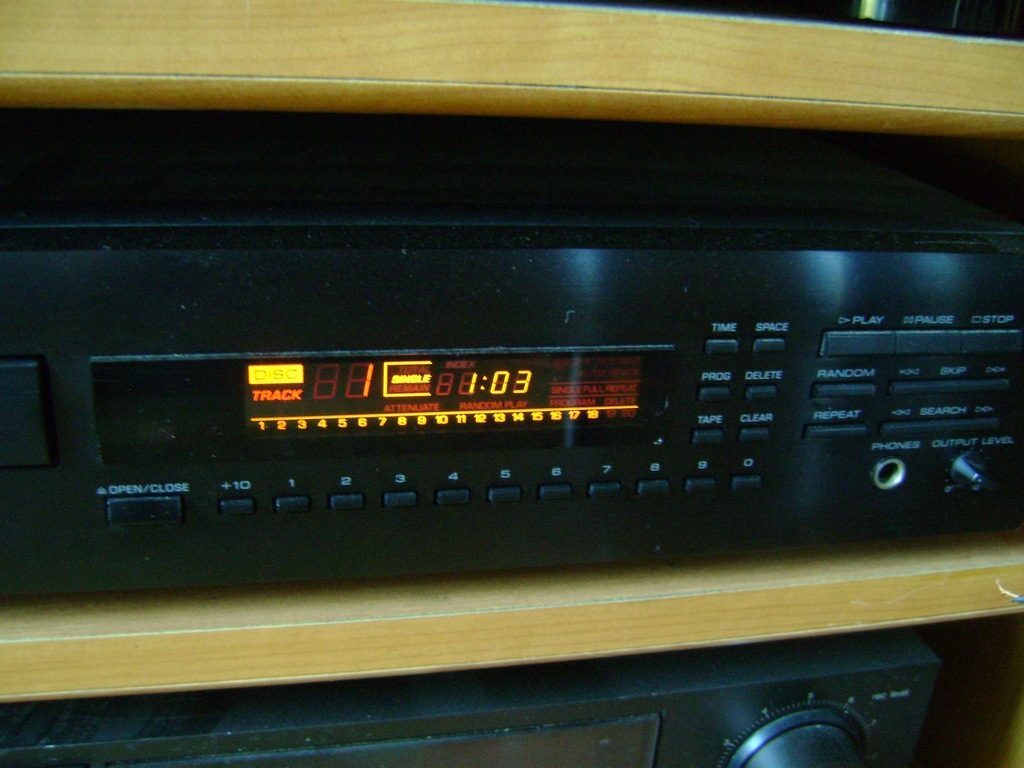 TIME SPACE
▷ PLAY ▯▯ PAUSE □ STOP
DISC
TRACK 1 TOTAL SINGLE REMAIN INDEX 1:03
PROG DELETE
RANDOM ◁◁ SKIP ▷▷
SINGLE FULL REPEAT
ATTENUATE RANDOM PLAY PROGRAM DELETE
1 2 3 4 5 6 7 8 9 10 11 12 13 14 15 16 17 18
TAPE CLEAR
REPEAT ◁◁ SEARCH ▷▷
PHONES OUTPUT LEVEL
≜ OPEN/CLOSE +10 1 2 3 4 5 6 7 8 9 0
rec level